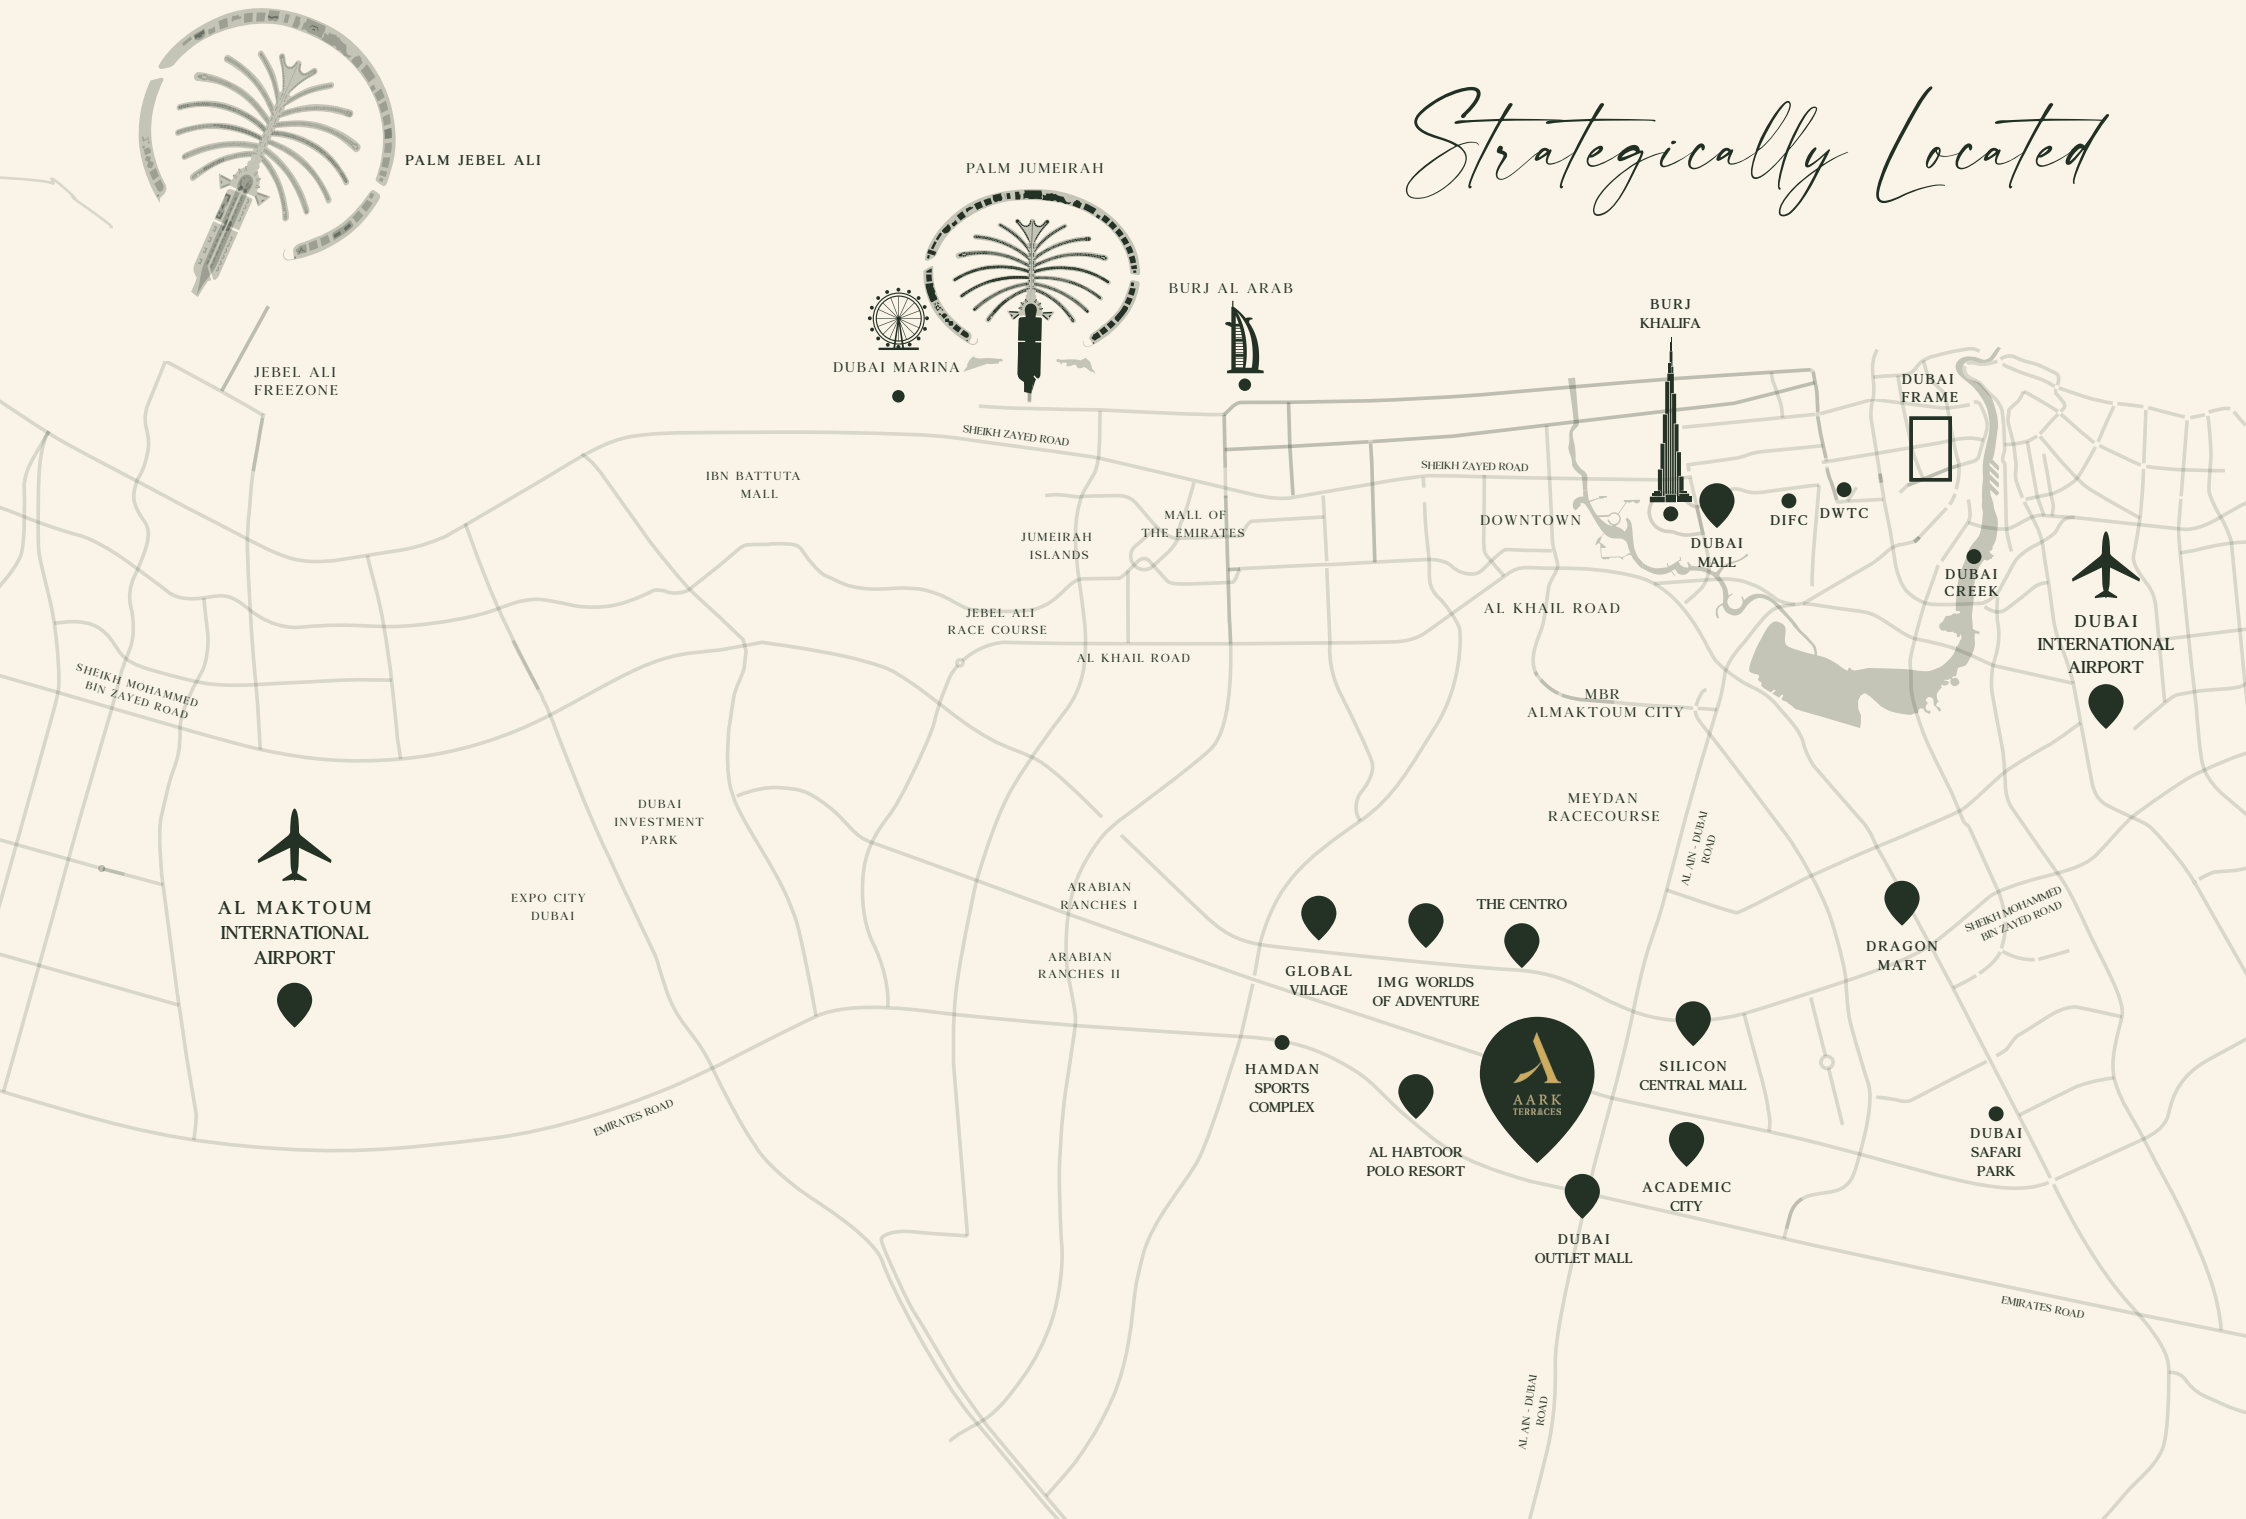 Strategically Located
PALM JEBEL ALI
PALM JUMEIRAH
BURJ AL ARAB
BURJ
KHALIFA
DUBAI MARINA
JEBEL ALI
FREEZONE
DUBAI
FRAME
SHEIKH ZAYED ROAD
SHEIKH ZAYED ROAD
IBN BATTUTA
MALL
MALL OF
THE EMIRATES
JUMEIRAH
ISLANDS
DOWNTOWN
DUBAI
MALL
DIFC
DWTC
DUBAI
CREEK
JEBEL ALI
RACE COURSE
AL KHAIL ROAD
AL KHAIL ROAD
DUBAI
INTERNATIONAL
AIRPORT
SHEIKH MOHAMMED
BIN ZAYED ROAD
MBR
ALMAKTOUM CITY
DUBAI
INVESTMENT
PARK
MEYDAN
RACECOURSE
AL AIN - DUBAI
ROAD
AL MAKTOUM
INTERNATIONAL
AIRPORT
EXPO CITY
DUBAI
ARABIAN
RANCHES I
ARABIAN
RANCHES II
THE CENTRO
GLOBAL
VILLAGE
IMG WORLDS
OF ADVENTURE
DRAGON
MART
SHEIKH MOHAMMED
BIN ZAYED ROAD
HAMDAN
SPORTS
COMPLEX
AARK
TERRACES
SILICON
CENTRAL MALL
EMIRATES ROAD
AL HABTOOR
POLO RESORT
ACADEMIC
CITY
DUBAI
SAFARI
PARK
DUBAI
OUTLET MALL
EMIRATES ROAD
AL AIN - DUBAI
ROAD